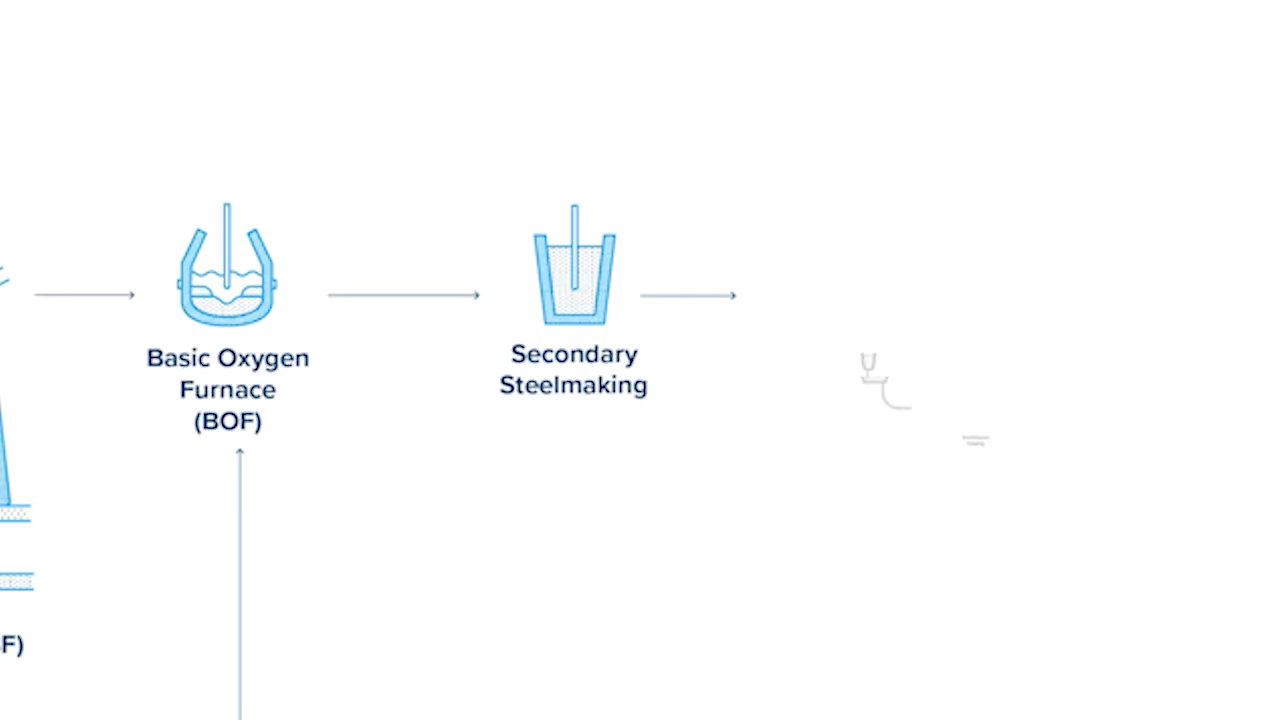 Basic Oxygen
Furnace
(BOF)
Secondary
Steelmaking
F)